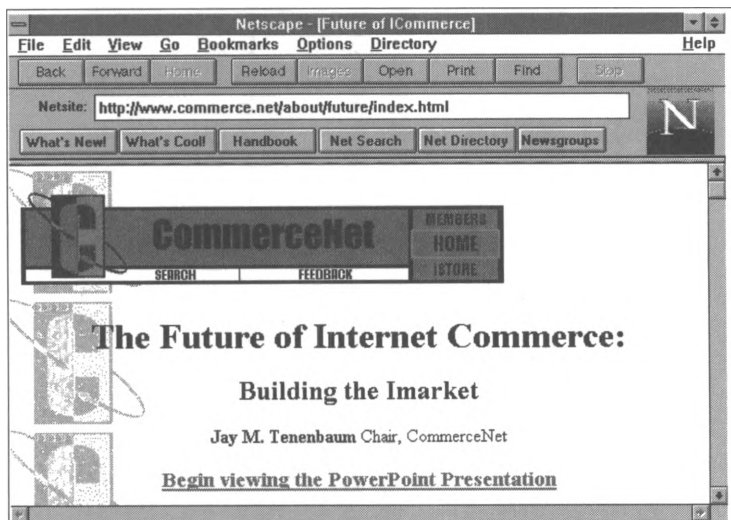 Netscape - [Future of ICommerce]
File Edit View Go Bookmarks Options Directory Help
Back Forward Home Reload Images Open Print Find Stop
Netsite: http://www.commerce.net/about/future/index.html
N
What's New! What's Cool! Handbook Net Search Net Directory Newsgroups
MEMBERS
CommerceNet HOME
SEARCH FEEDBACK ISTORE
The Future of Internet Commerce:
Building the Imarket
Jay M. Tenenbaum Chair, CommerceNet
Begin viewing the PowerPoint Presentation